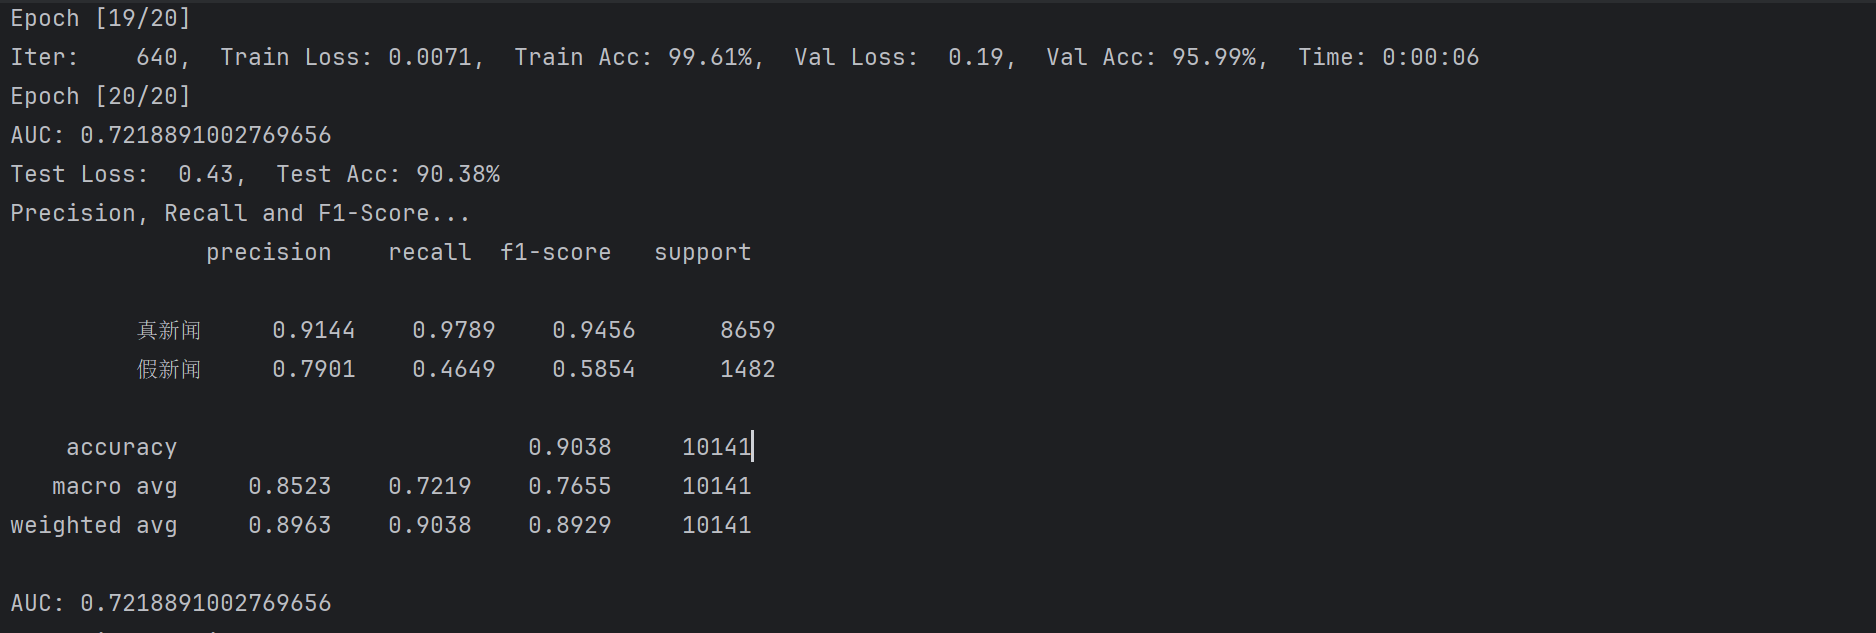 Epoch [19/20]
Iter:    640,  Train Loss: 0.0071,  Train Acc: 99.61%,  Val Loss:  0.19,  Val Acc: 95.99%,  Time: 0:00:06
Epoch [20/20]
AUC: 0.7218891002769656
Test Loss:  0.43,  Test Acc: 90.38%
Precision, Recall and F1-Score...
              precision    recall  f1-score   support
真新闻     0.9144    0.9789    0.9456      8659
假新闻     0.7901    0.4649    0.5854      1482
accuracy                         0.9038     10141
macro avg     0.8523    0.7219    0.7655     10141
weighted avg     0.8963    0.9038    0.8929     10141
AUC: 0.7218891002769656